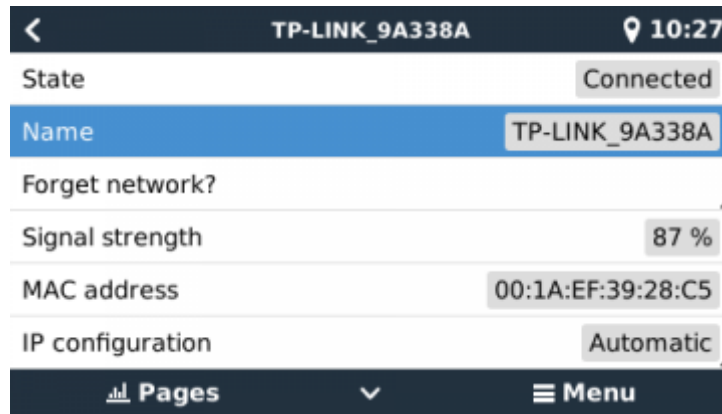 TP-LINK_9A338A 10:27
State Connected
Name TP-LINK_9A338A
Forget network?
Signal strength 87 %
MAC address 00:1A:EF:39:28:C5
IP configuration Automatic
Pages Menu